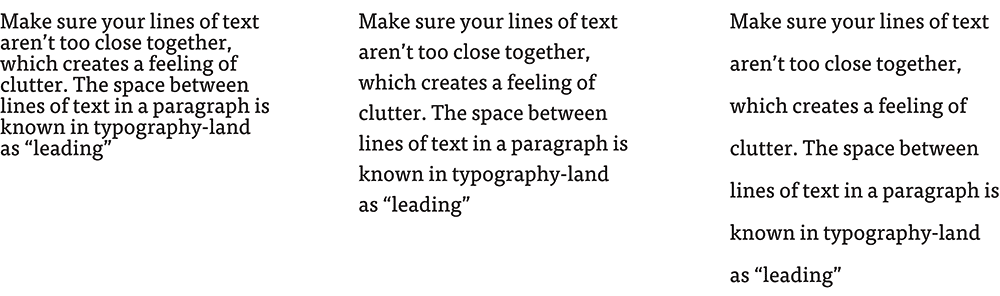 Make sure your lines of text
aren’t too close together,
which creates a feeling of
clutter. The space between
lines of text in a paragraph is
known in typography-land
as “leading”
Make sure your lines of text
aren’t too close together,
which creates a feeling of
clutter. The space between
lines of text in a paragraph is
known in typography-land
as “leading”
Make sure your lines of text
aren’t too close together,
which creates a feeling of
clutter. The space between
lines of text in a paragraph is
known in typography-land
as “leading”